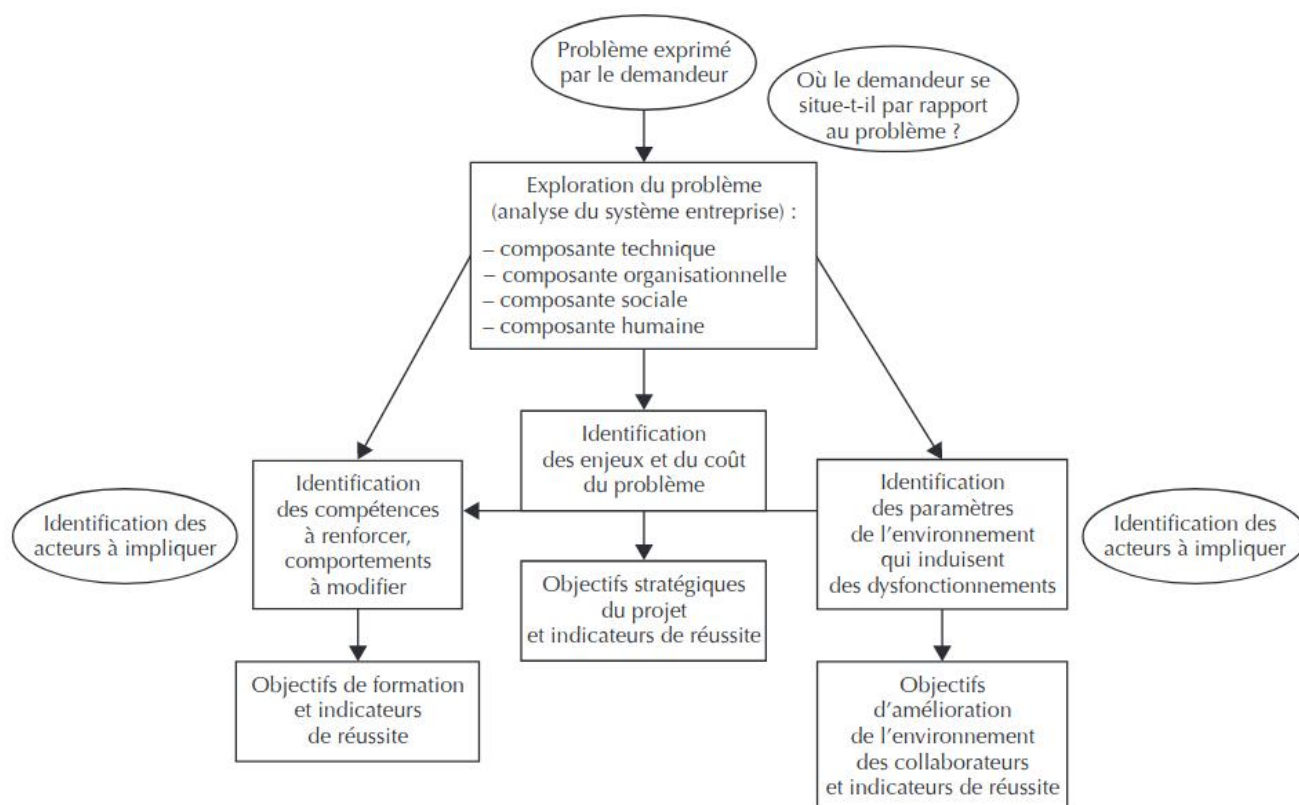 Problème exprimé
par le demandeur
Où le demandeur se
situe-t-il par rapport
au problème ?
Exploration du problème
(analyse du système entreprise) :
– composante technique
– composante organisationnelle
– composante sociale
– composante humaine
Identification
des enjeux et du coût
du problème
Identification des
acteurs à impliquer
Identification
des compétences
à renforcer,
comportements
à modifier
Identification
des paramètres
de l'environnement
qui induisent
des dysfonctionnements
Identification des
acteurs à impliquer
Objectifs stratégiques
du projet
et indicateurs de réussite
Objectifs de formation
et indicateurs
de réussite
Objectifs
d'amélioration
de l'environnement
des collaborateurs
et indicateurs de réussite